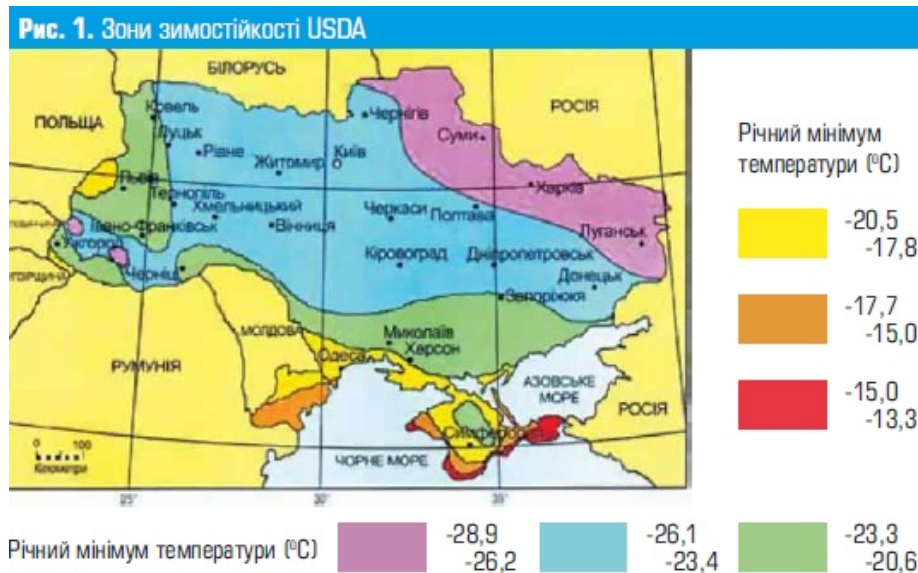 Рис. 1. Зони зимостійкості USDA
БІЛОРУСЬ
ПОЛЬЩА
РОСІЯ
Ковель
Луцьк
Рівне
Житомир
Київ
Чернігів
Суми
Харків
Львів
Тернопіль
Хмельницький
Івано-Франківськ
Вінниця
Черкаси
Полтава
Луганськ
Ужгород
Чернівці
Кіровоград
Дніпропетровськ
Донецьк
Запоріжжя
МОЛДОВА
Миколаїв
Херсон
Одеса
РУМУНІЯ
АЗОВСЬКЕ
МОРЕ
РОСІЯ
ЧОРНЕ МОРЕ
0 100
Кілометри
25° 30° 35°
Річний мінімум
температури (ºC)
-20,5
-17,8
-17,7
-15,0
-15,0
-13,3
Річний мінімум температури (ºC)
-28,9
-26,2
-26,1
-23,4
-23,3
-20,6